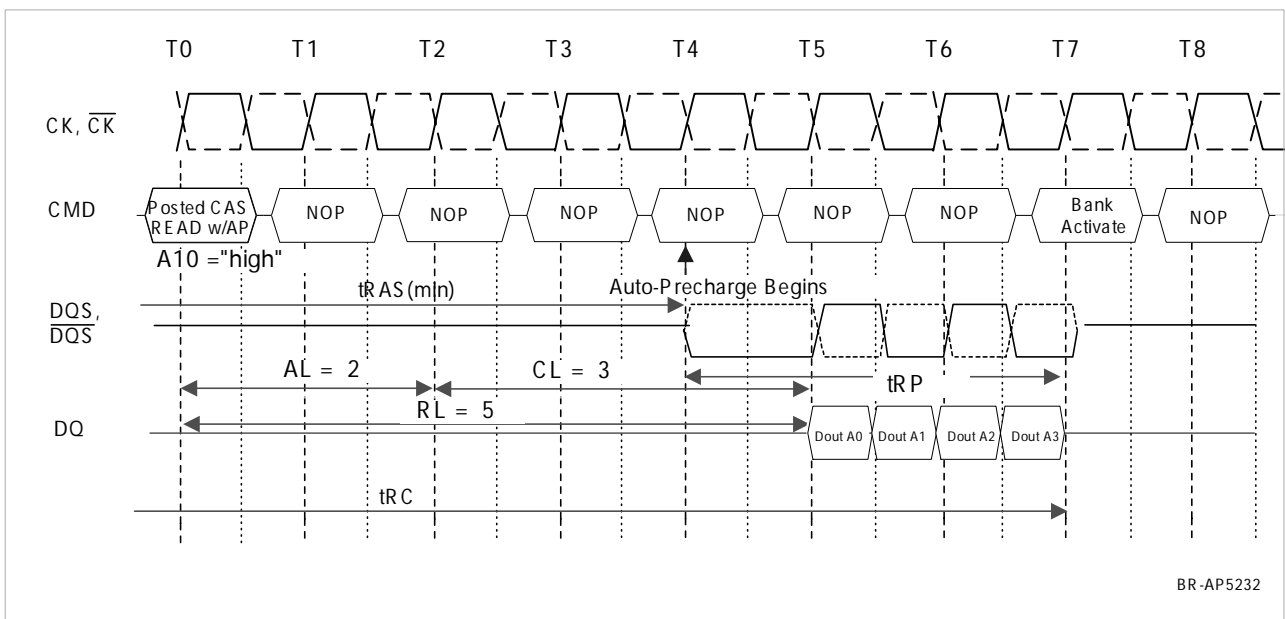 T0 T1 T2 T3 T4 T5 T6 T7 T8
CK, CK
CMD
Posted CAS
READ w/AP
NOP NOP NOP NOP NOP NOP
Bank
Activate
NOP
A10 ="high"
tRAS(min)
Auto-Precharge Begins
DQS,
DQS
AL = 2
CL = 3
tRP
RL = 5
DQ
Dout A0 Dout A1 Dout A2 Dout A3
tRC
BR-AP5232